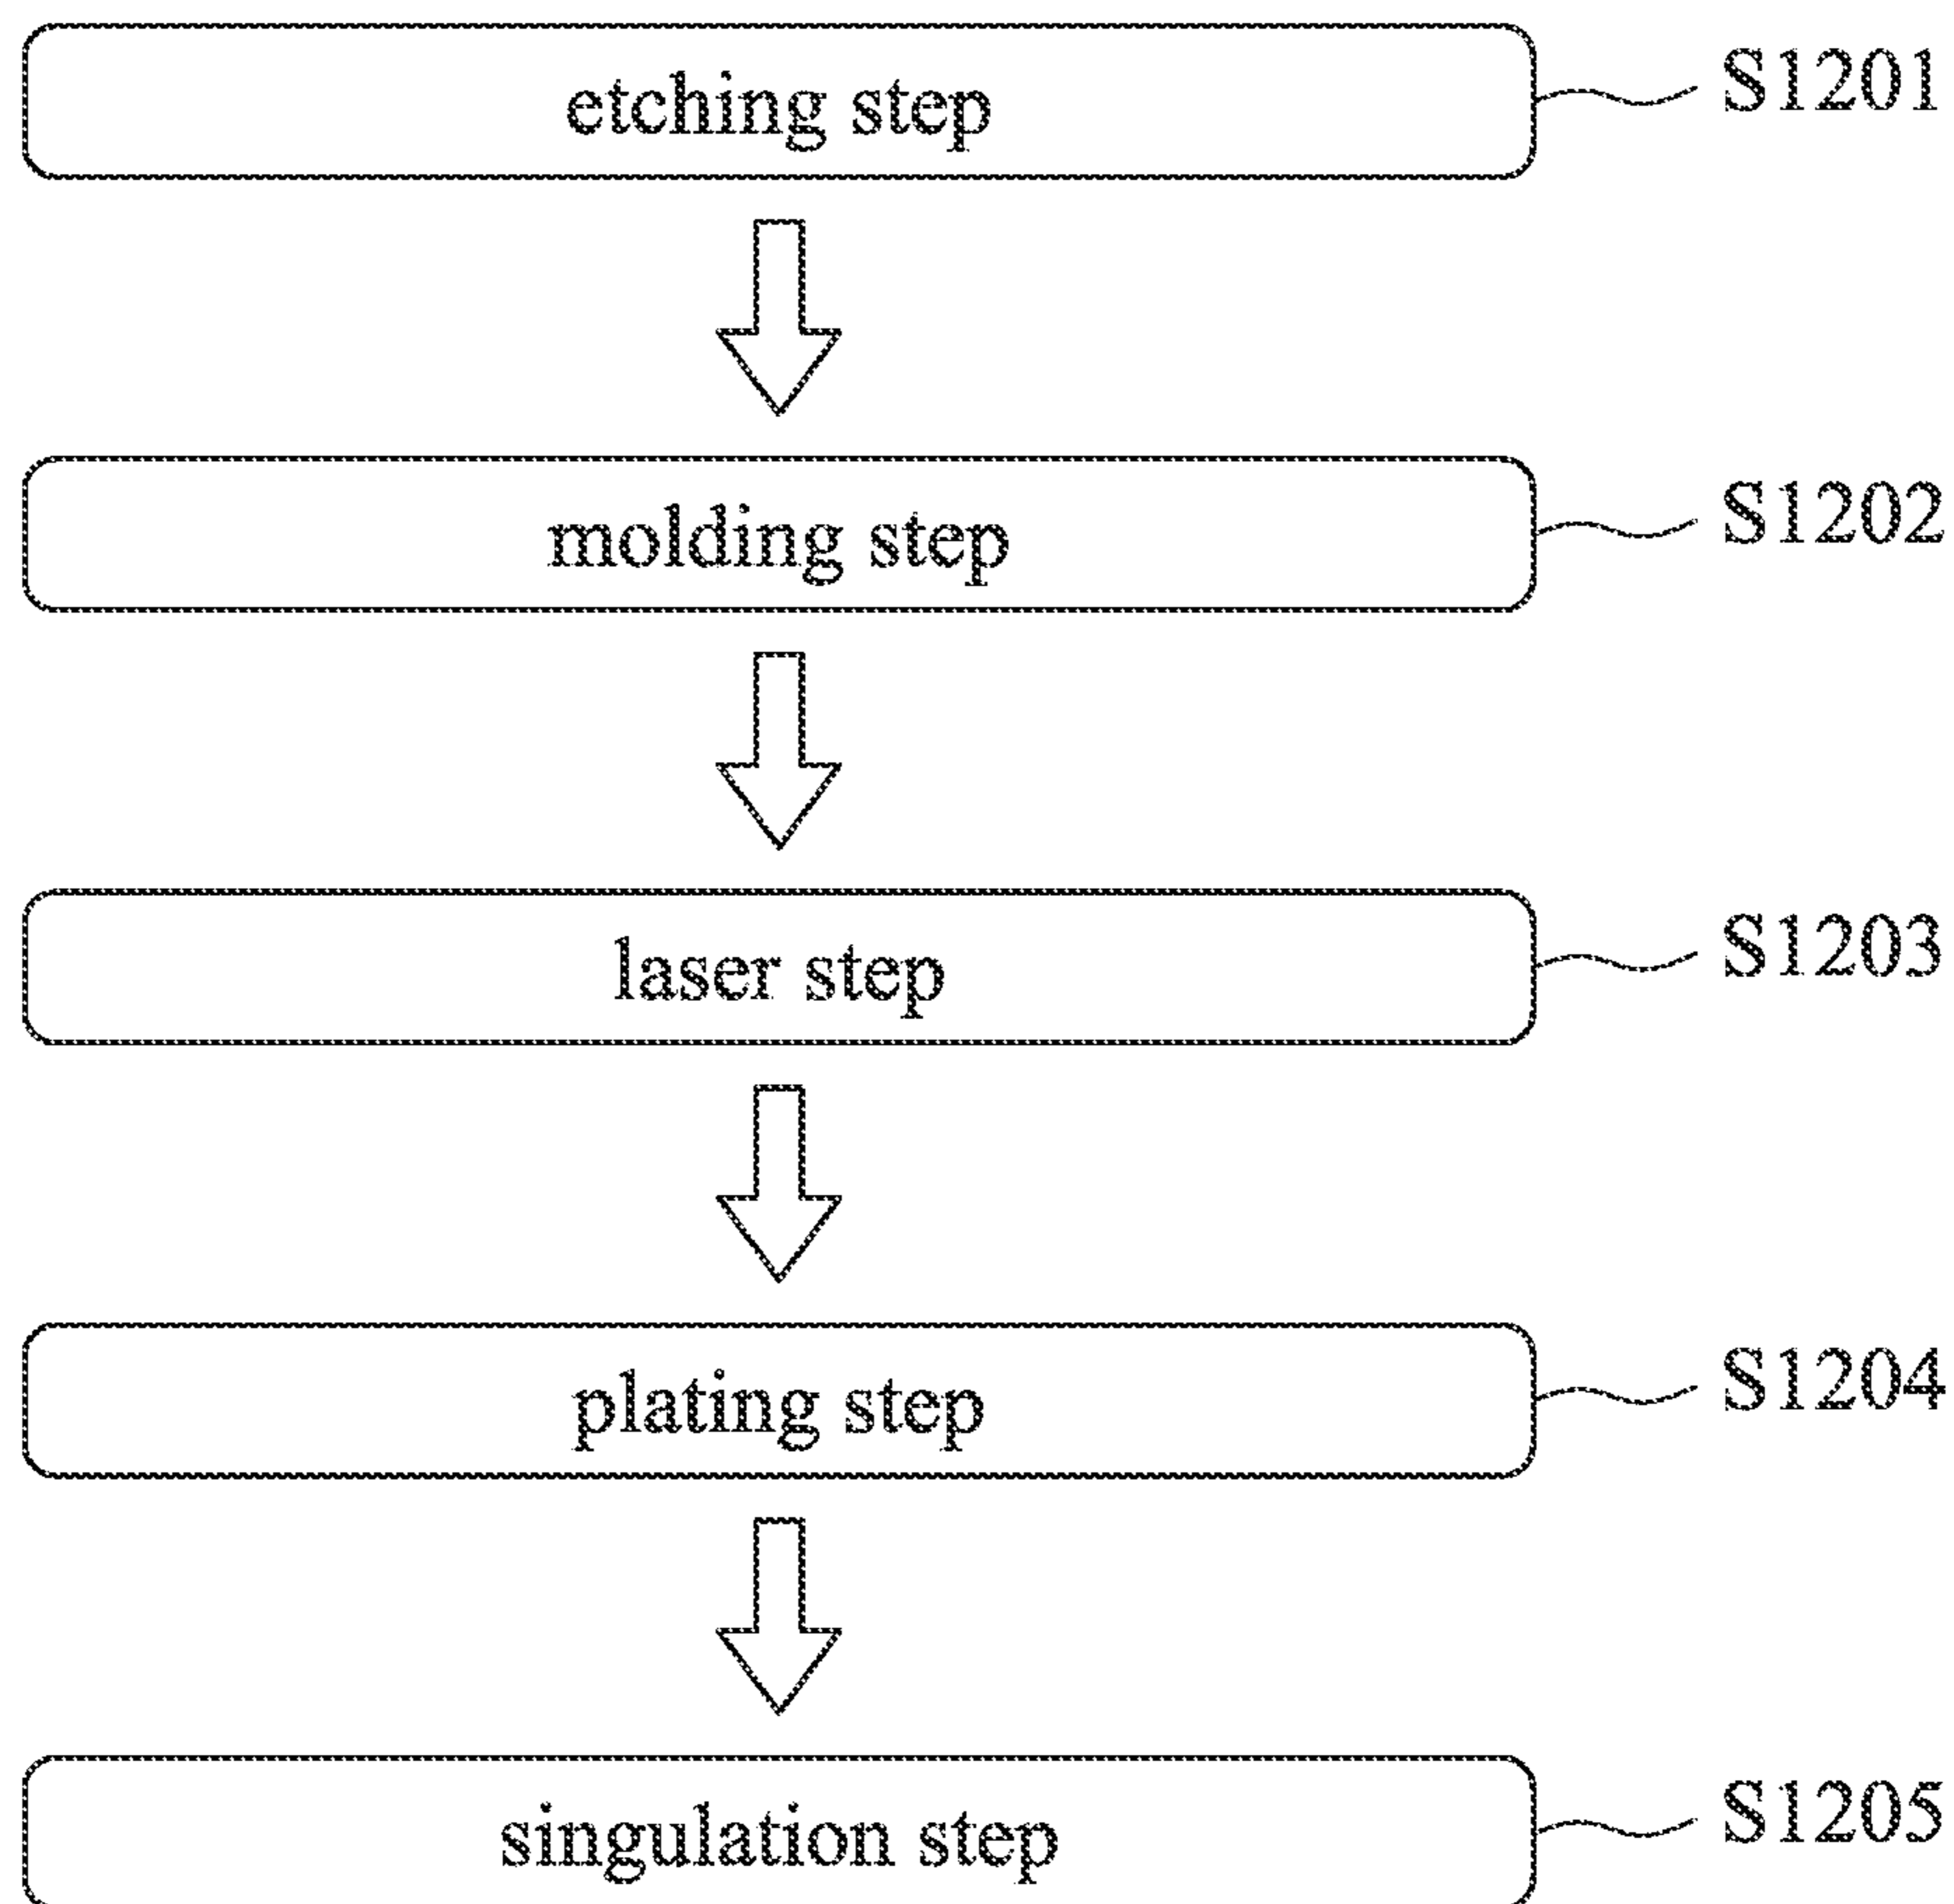 etching step S1201
molding step S1202
laser step S1203
plating step S1204
singulation step S1205